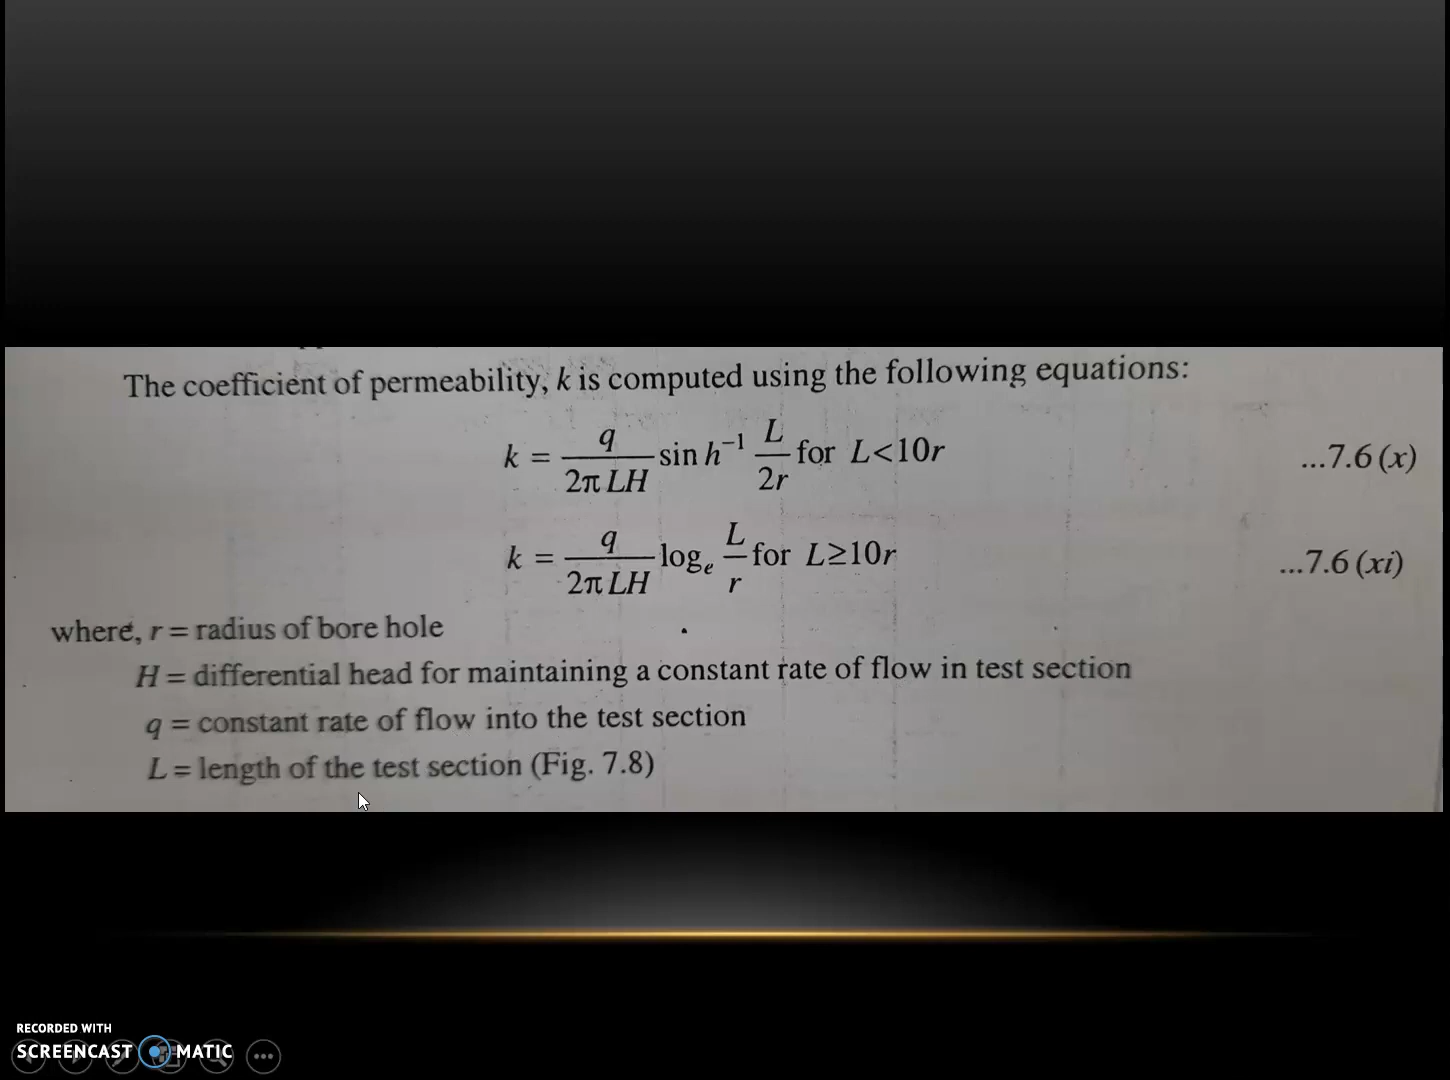 The coefficient of permeability, k is computed using the following equations:
k = q / 2π LH sin h⁻¹ L / 2r for L<10r ...7.6 (x)
k = q / 2π LH logₑ L / r for L≥10r ...7.6 (xi)
where, r = radius of bore hole
H = differential head for maintaining a constant rate of flow in test section
q = constant rate of flow into the test section
L = length of the test section (Fig. 7.8)
RECORDED WITH
SCREENCAST MATIC